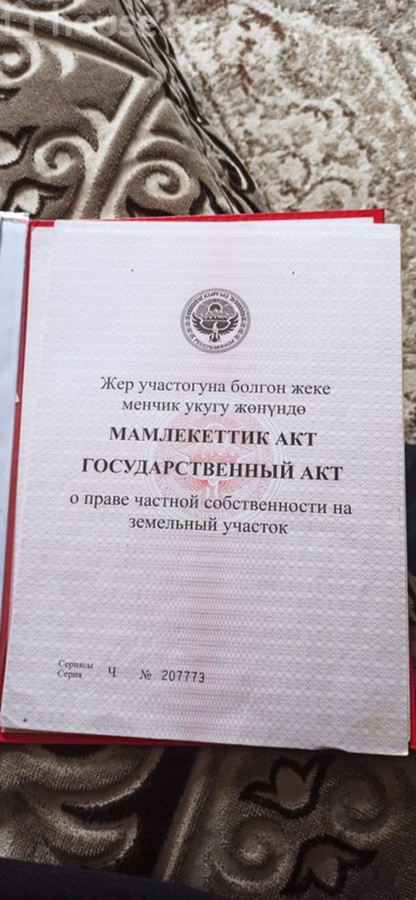 house
Жер участогуна болгон жеке
менчик укугу жөнүндө
МАМЛЕКЕТТИК АКТ
ГОСУДАРСТВЕННЫЙ АКТ
о праве частной собственности на
земельный участок
Сериясы
Серия Ч № 207773